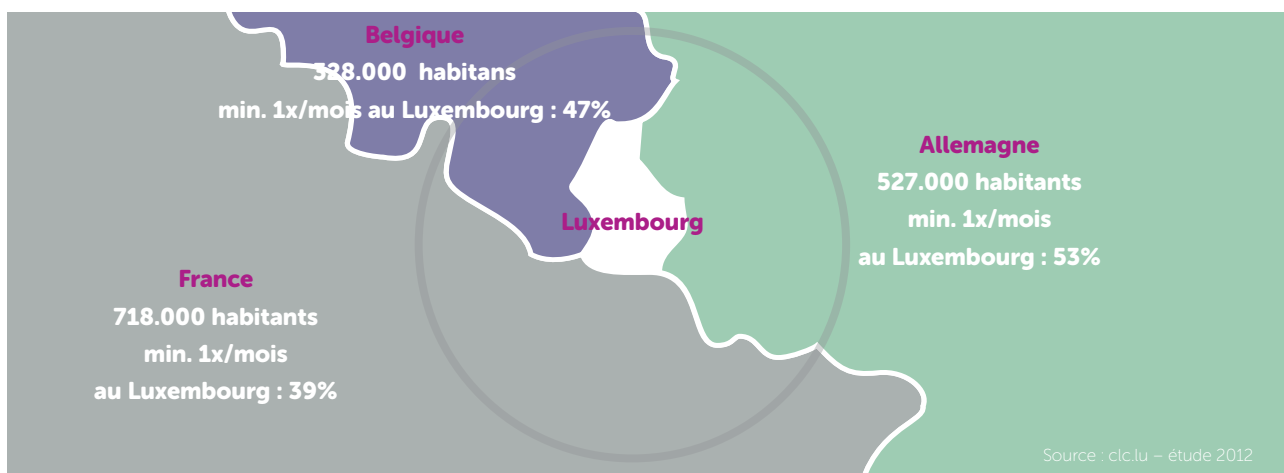 Belgique
328.000 habitans
min. 1x/mois au Luxembourg : 47%
Allemagne
527.000 habitants
min. 1x/mois
au Luxembourg : 53%
Luxembourg
France
718.000 habitants
min. 1x/mois
au Luxembourg : 39%
Source : clc.lu – étude 2012